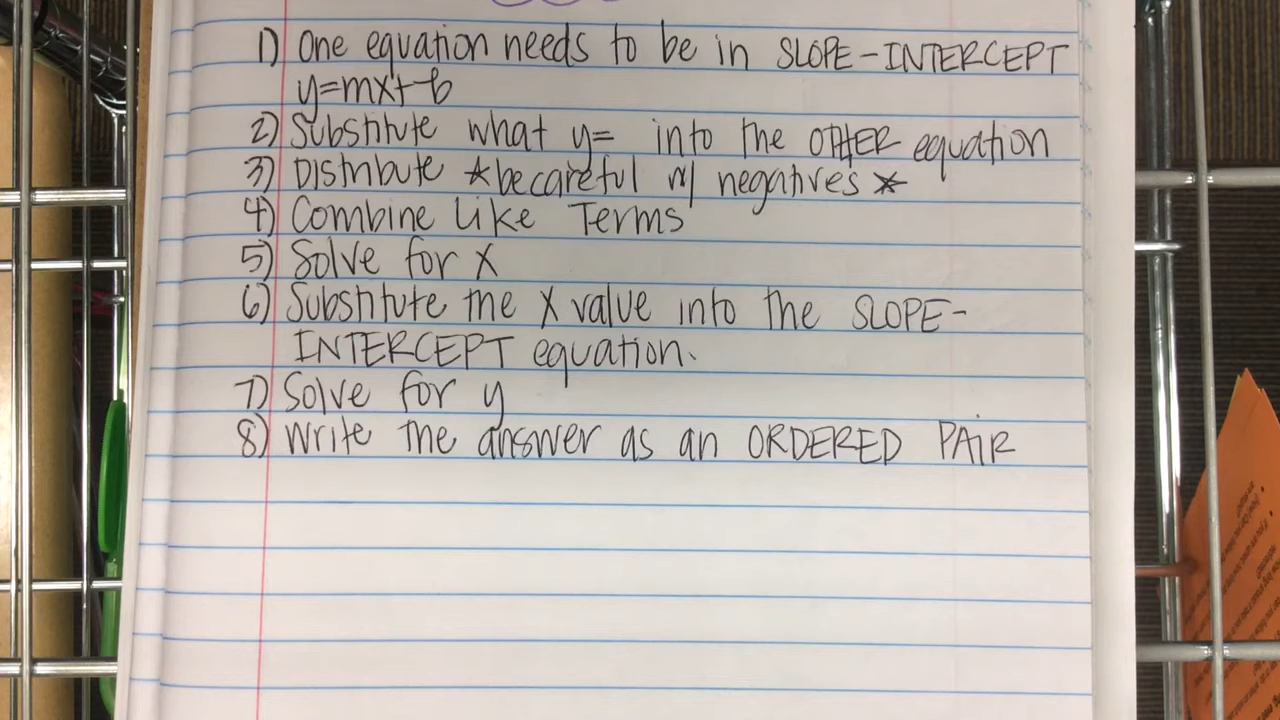 1) One equation needs to be in SLOPE-INTERCEPT
y=mx+b
2) Substitute what y= into the OTHER equation
3) Distribute *be careful w/ negatives *
4) Combine Like Terms
5) Solve for x
6) Substitute the x value into the SLOPE-
INTERCEPT equation.
7) Solve for y
8) Write the answer as an ORDERED PAIR